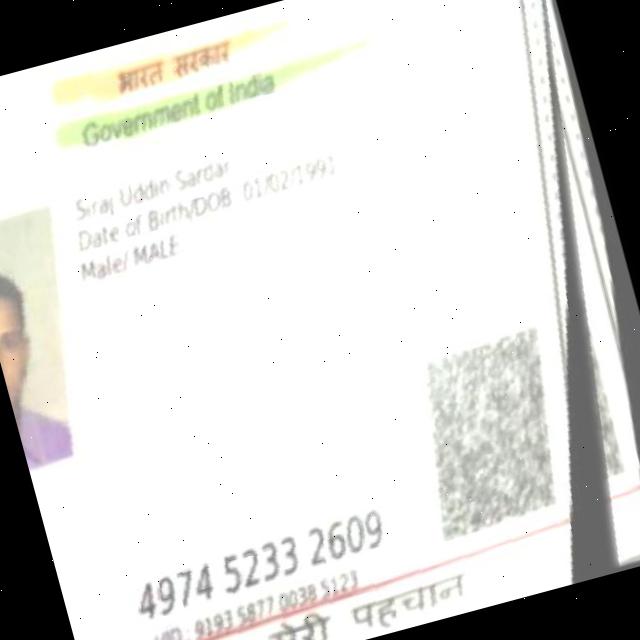 भारत सरकार
Government of India
Siraj Uddin Sardar
Date of Birth/DOB 01/02/1991
Male/ MALE
4974 5233 2609
VID : 9193 5877 0038 5123
मेरी पहचान